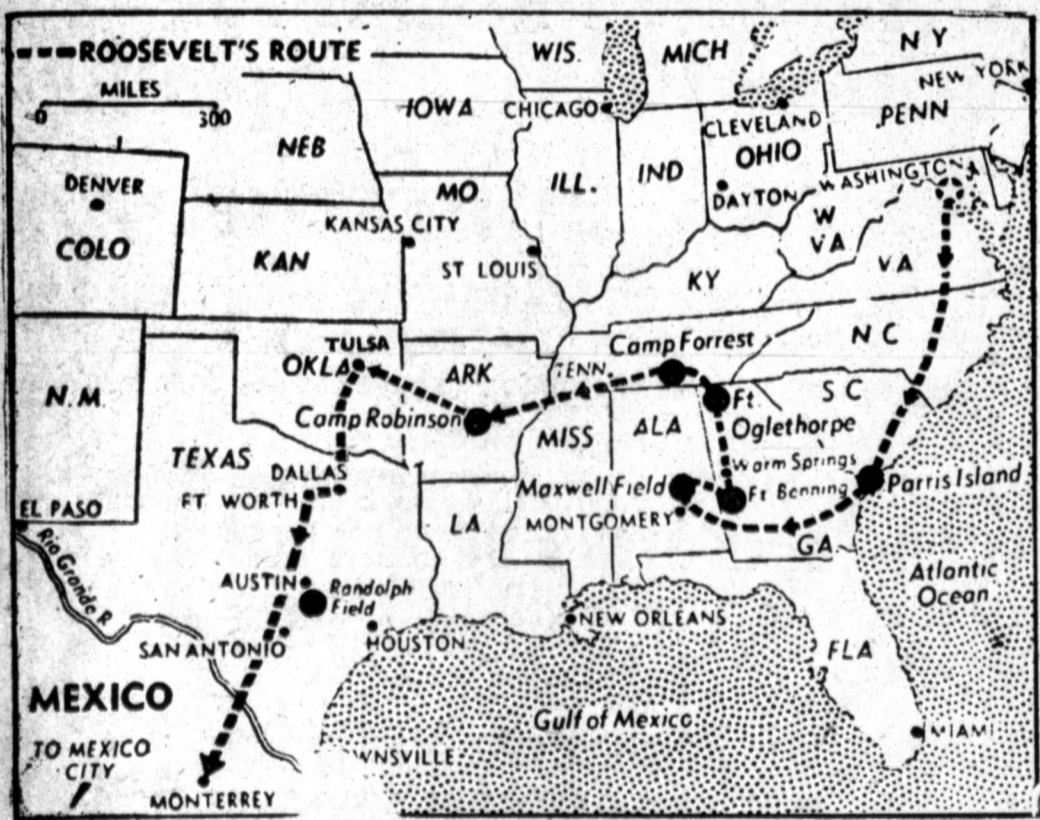 ROOSEVELT'S ROUTE
MILES
0 300
WIS.
MICH
N Y
NEW YORK
IOWA
CHICAGO
PENN
CLEVELAND
NEB
OHIO
DENVER
MO.
ILL.
IND
WASHINGTON
DAYTON
COLO
KANSAS CITY
W
VA
KAN
ST LOUIS
KY
VA
N C
TULSA
Camp Forrest
OKLA
ARK
TENN.
S C
N.M.
Camp Robinson
Ft.
Oglethorpe
MISS
ALA
TEXAS
Warm Springs
DALLAS
Maxwell Field
Ft Benning
Parris Island
FT WORTH
EL PASO
LA
MONTGOMERY
GA
Rio Grande R.
AUSTIN
Randolph
Field
Atlantic
Ocean
NEW ORLEANS
SAN ANTONIO
HOUSTON
FLA
MEXICO
Gulf of Mexico
MIAMI
TO MEXICO
CITY
WNSVILLE
MONTERREY